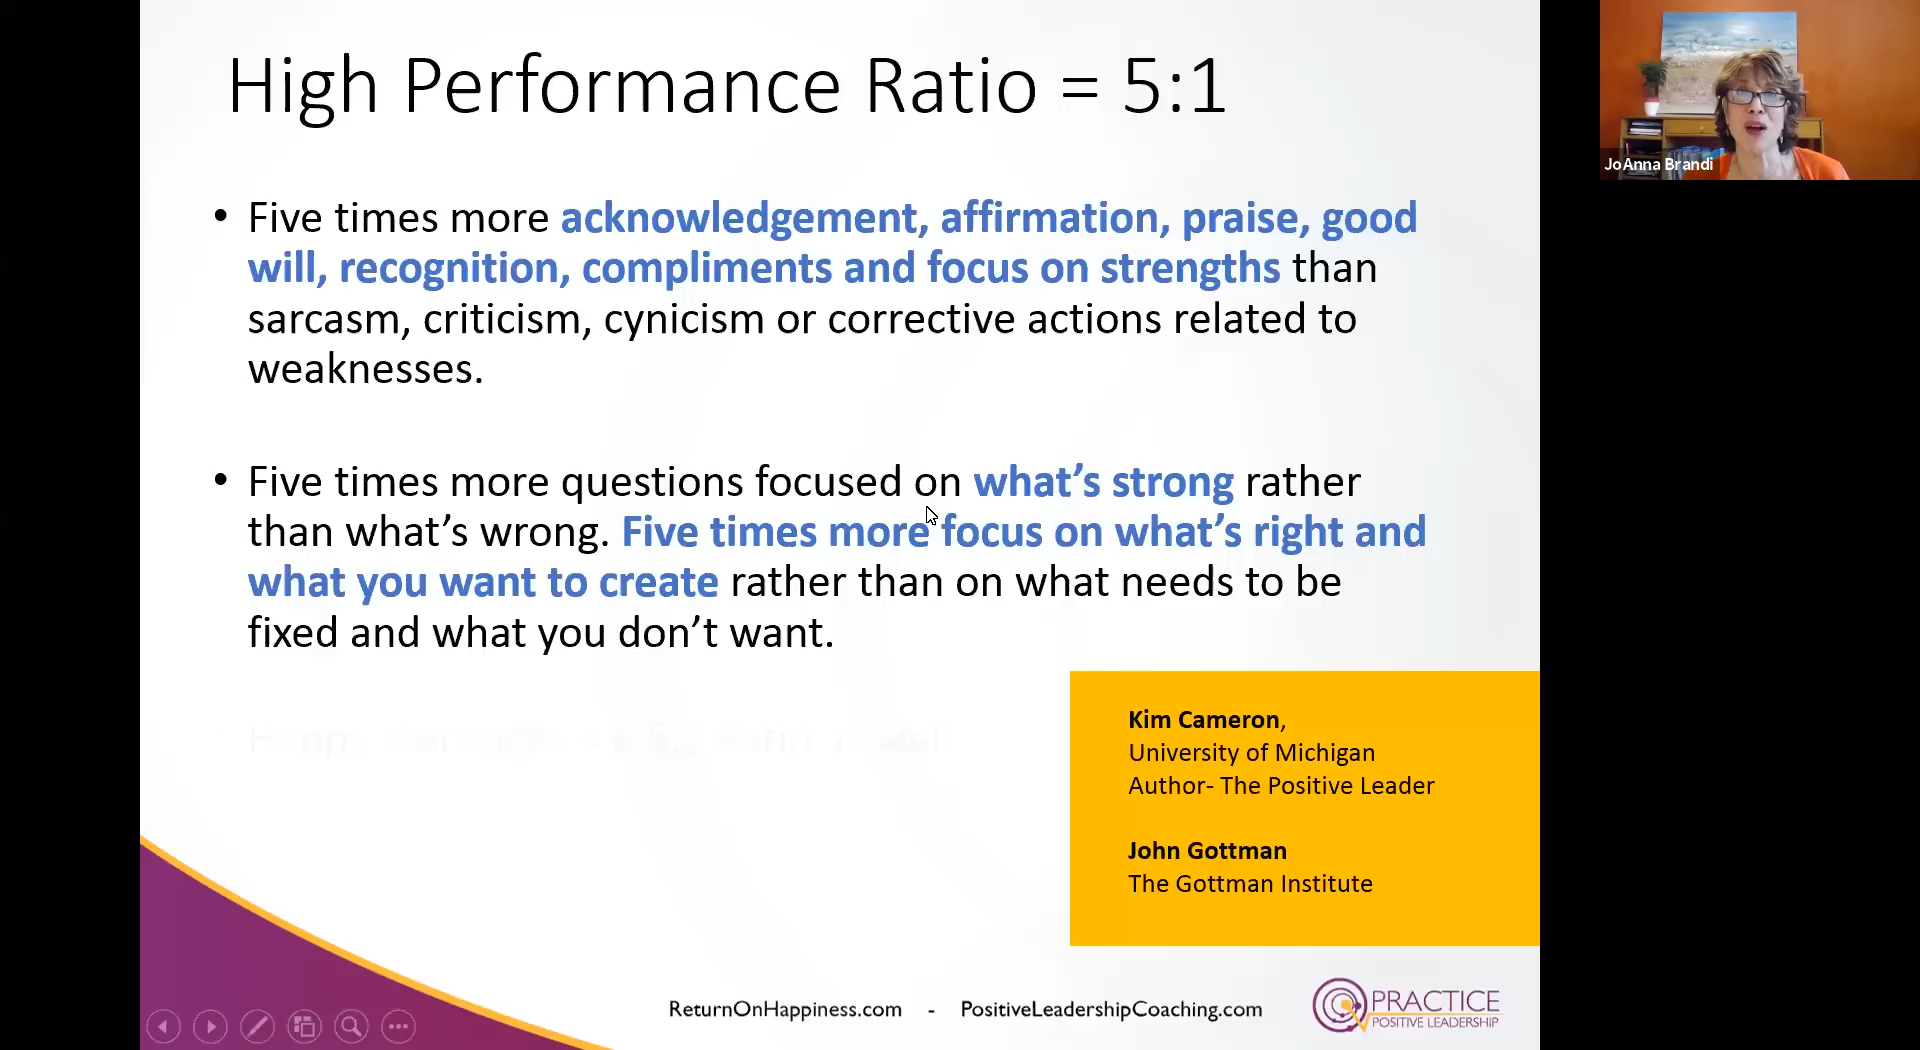 High Performance Ratio = 5:1
JoAnna Brandi
• Five times more acknowledgement, affirmation, praise, good
will, recognition, compliments and focus on strengths than
sarcasm, criticism, cynicism or corrective actions related to
weaknesses.
• Five times more questions focused on what’s strong rather
than what’s wrong. Five times more focus on what’s right and
what you want to create rather than on what needs to be
fixed and what you don’t want.
Kim Cameron,
University of Michigan
Author- The Positive Leader
John Gottman
The Gottman Institute
ReturnOnHappiness.com - PositiveLeadershipCoaching.com
PRACTICE
POSITIVE LEADERSHIP